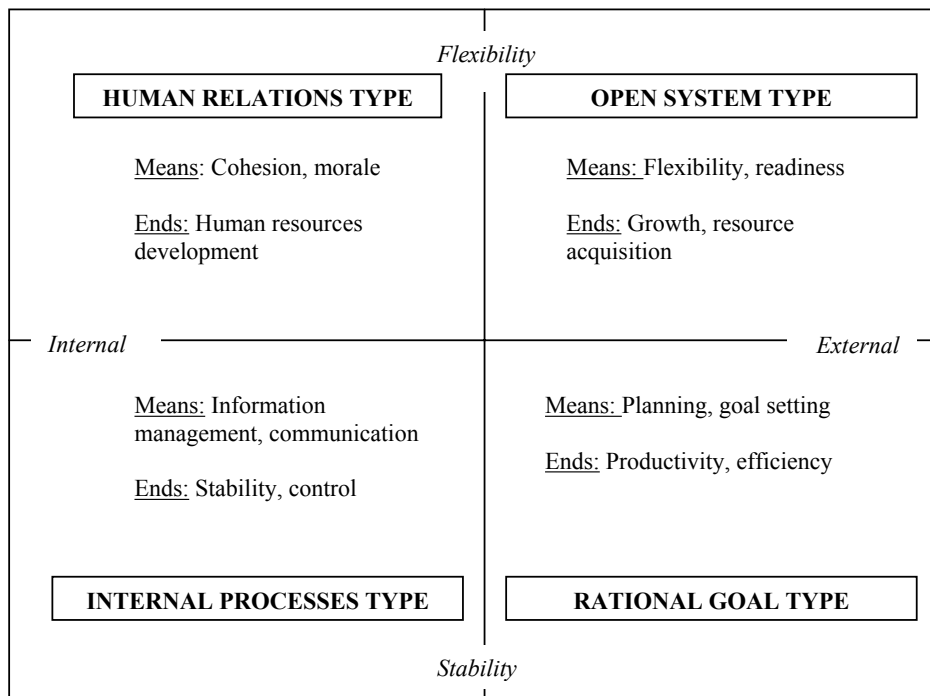 Flexibility
HUMAN RELATIONS TYPE
Means: Cohesion, morale
Ends: Human resources
development
OPEN SYSTEM TYPE
Means: Flexibility, readiness
Ends: Growth, resource
acquisition
Internal
External
Means: Information
management, communication
Ends: Stability, control
INTERNAL PROCESSES TYPE
Means: Planning, goal setting
Ends: Productivity, efficiency
RATIONAL GOAL TYPE
Stability